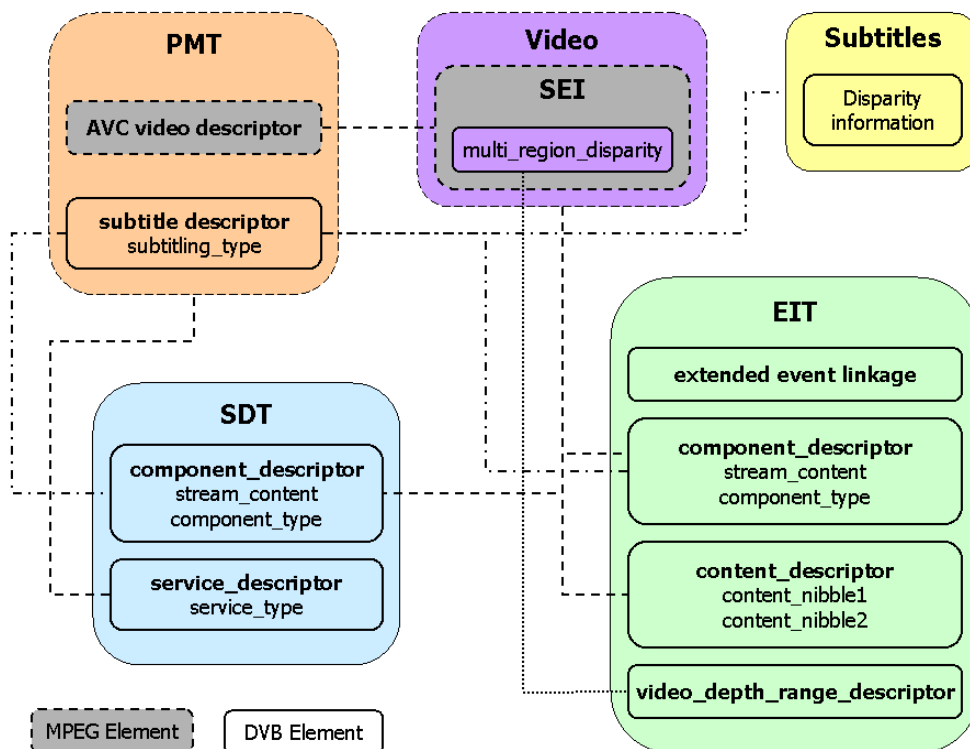 PMT
AVC video descriptor
subtitle descriptor
subtitling_type
Video
SEI
multi_region_disparity
Subtitles
Disparity
information
SDT
component_descriptor
stream_content
component_type
service_descriptor
service_type
EIT
extended event linkage
component_descriptor
stream_content
component_type
content_descriptor
content_nibble1
content_nibble2
video_depth_range_descriptor
MPEG Element
DVB Element